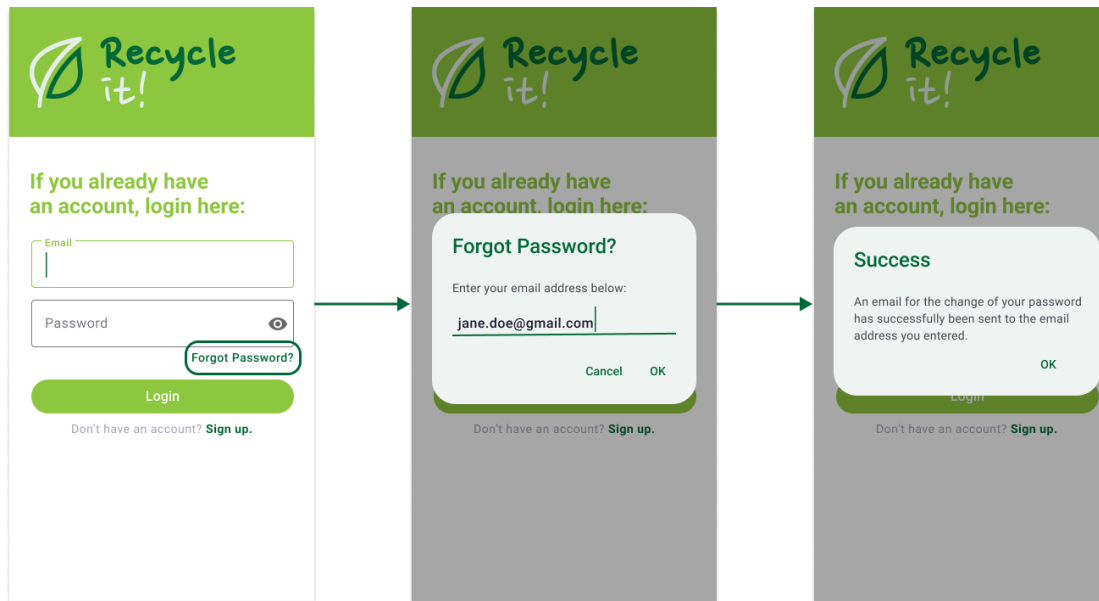 Recycle
it!
If you already have
an account, login here:
Email
Password
Forgot Password?
Login
Don't have an account? Sign up.
Recycle
it!
If you already have
an account, login here:
Forgot Password?
Enter your email address below:
jane.doe@gmail.com
Cancel OK
Don't have an account? Sign up.
Recycle
it!
If you already have
an account, login here:
Success
An email for the change of your password
has successfully been sent to the email
address you entered.
OK
Login
Don't have an account? Sign up.